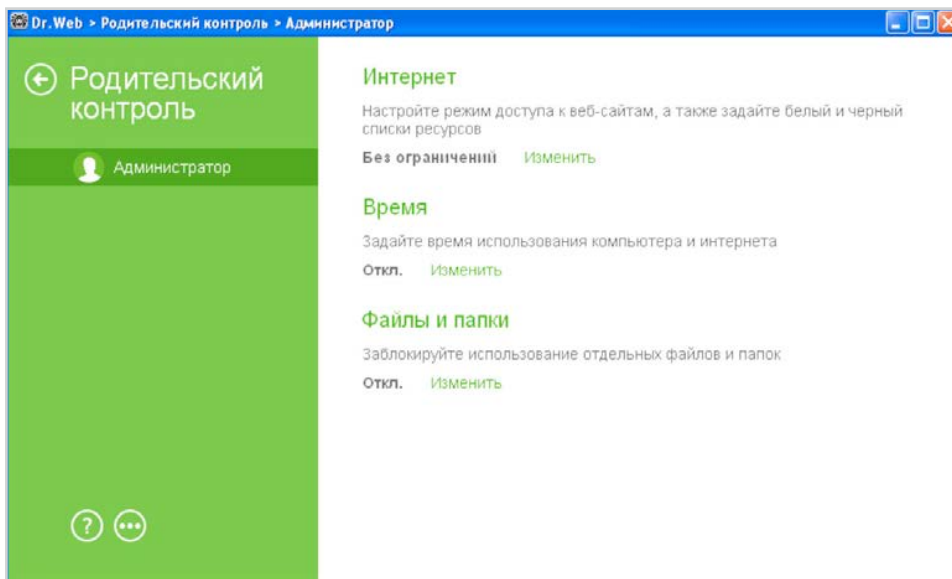 Dr.Web > Родительский контроль > Администратор
Родительский
контроль
Администратор
Интернет
Настройте режим доступа к веб-сайтам, а также задайте белый и черный
списки ресурсов
Без ограничений Изменить
Время
Задайте время использования компьютера и интернета
Откл. Изменить
Файлы и папки
Заблокируйте использование отдельных файлов и папок
Откл. Изменить
?